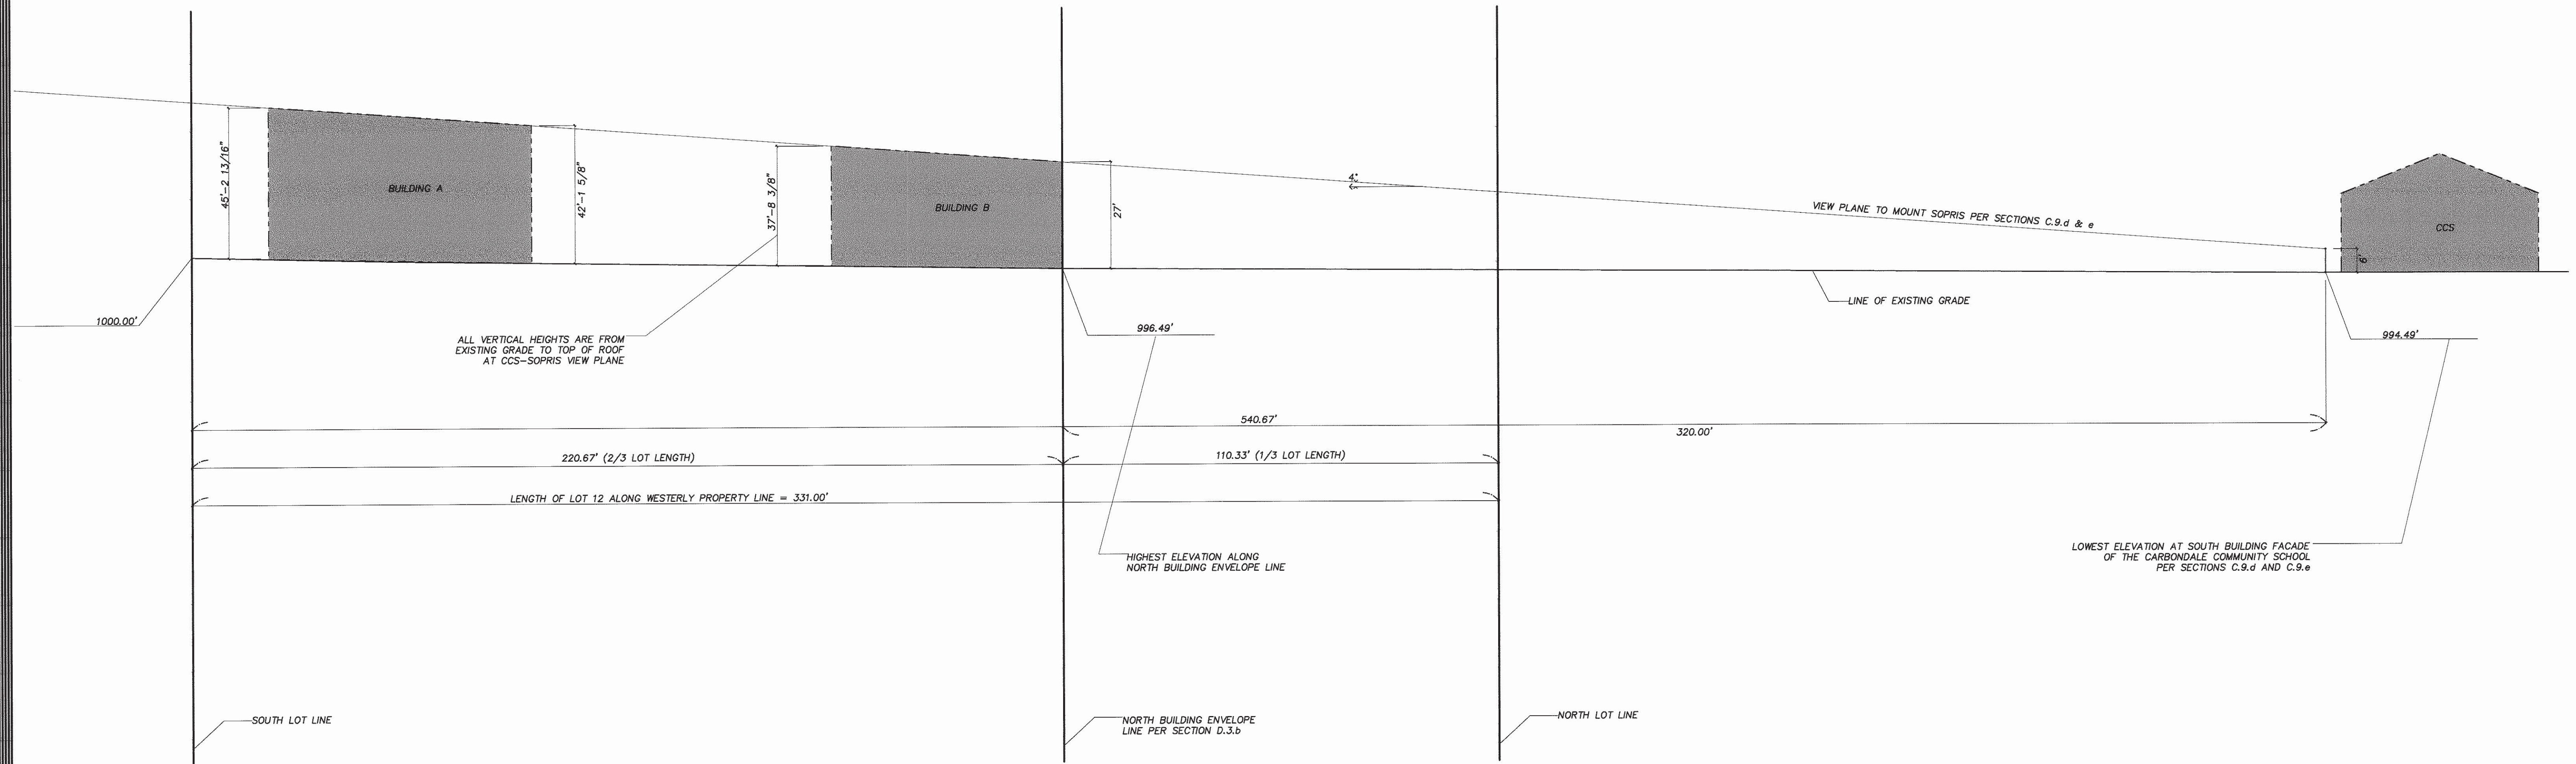 45'-2 13/16"
BUILDING A
42'-1 5/8"
37'-8 3/8"
BUILDING B
27'
4°
VIEW PLANE TO MOUNT SOPRIS PER SECTIONS C.9.d & e
CCS
6'
1000.00'
ALL VERTICAL HEIGHTS ARE FROM
EXISTING GRADE TO TOP OF ROOF
AT CCS-SOPRIS VIEW PLANE
996.49'
LINE OF EXISTING GRADE
994.49'
540.67'
320.00'
220.67' (2/3 LOT LENGTH)
110.33' (1/3 LOT LENGTH)
LENGTH OF LOT 12 ALONG WESTERLY PROPERTY LINE = 331.00'
HIGHEST ELEVATION ALONG
NORTH BUILDING ENVELOPE LINE
LOWEST ELEVATION AT SOUTH BUILDING FACADE
OF THE CARBONDALE COMMUNITY SCHOOL
PER SECTIONS C.9.d AND C.9.e
SOUTH LOT LINE
NORTH BUILDING ENVELOPE
LINE PER SECTION D.3.b
NORTH LOT LINE